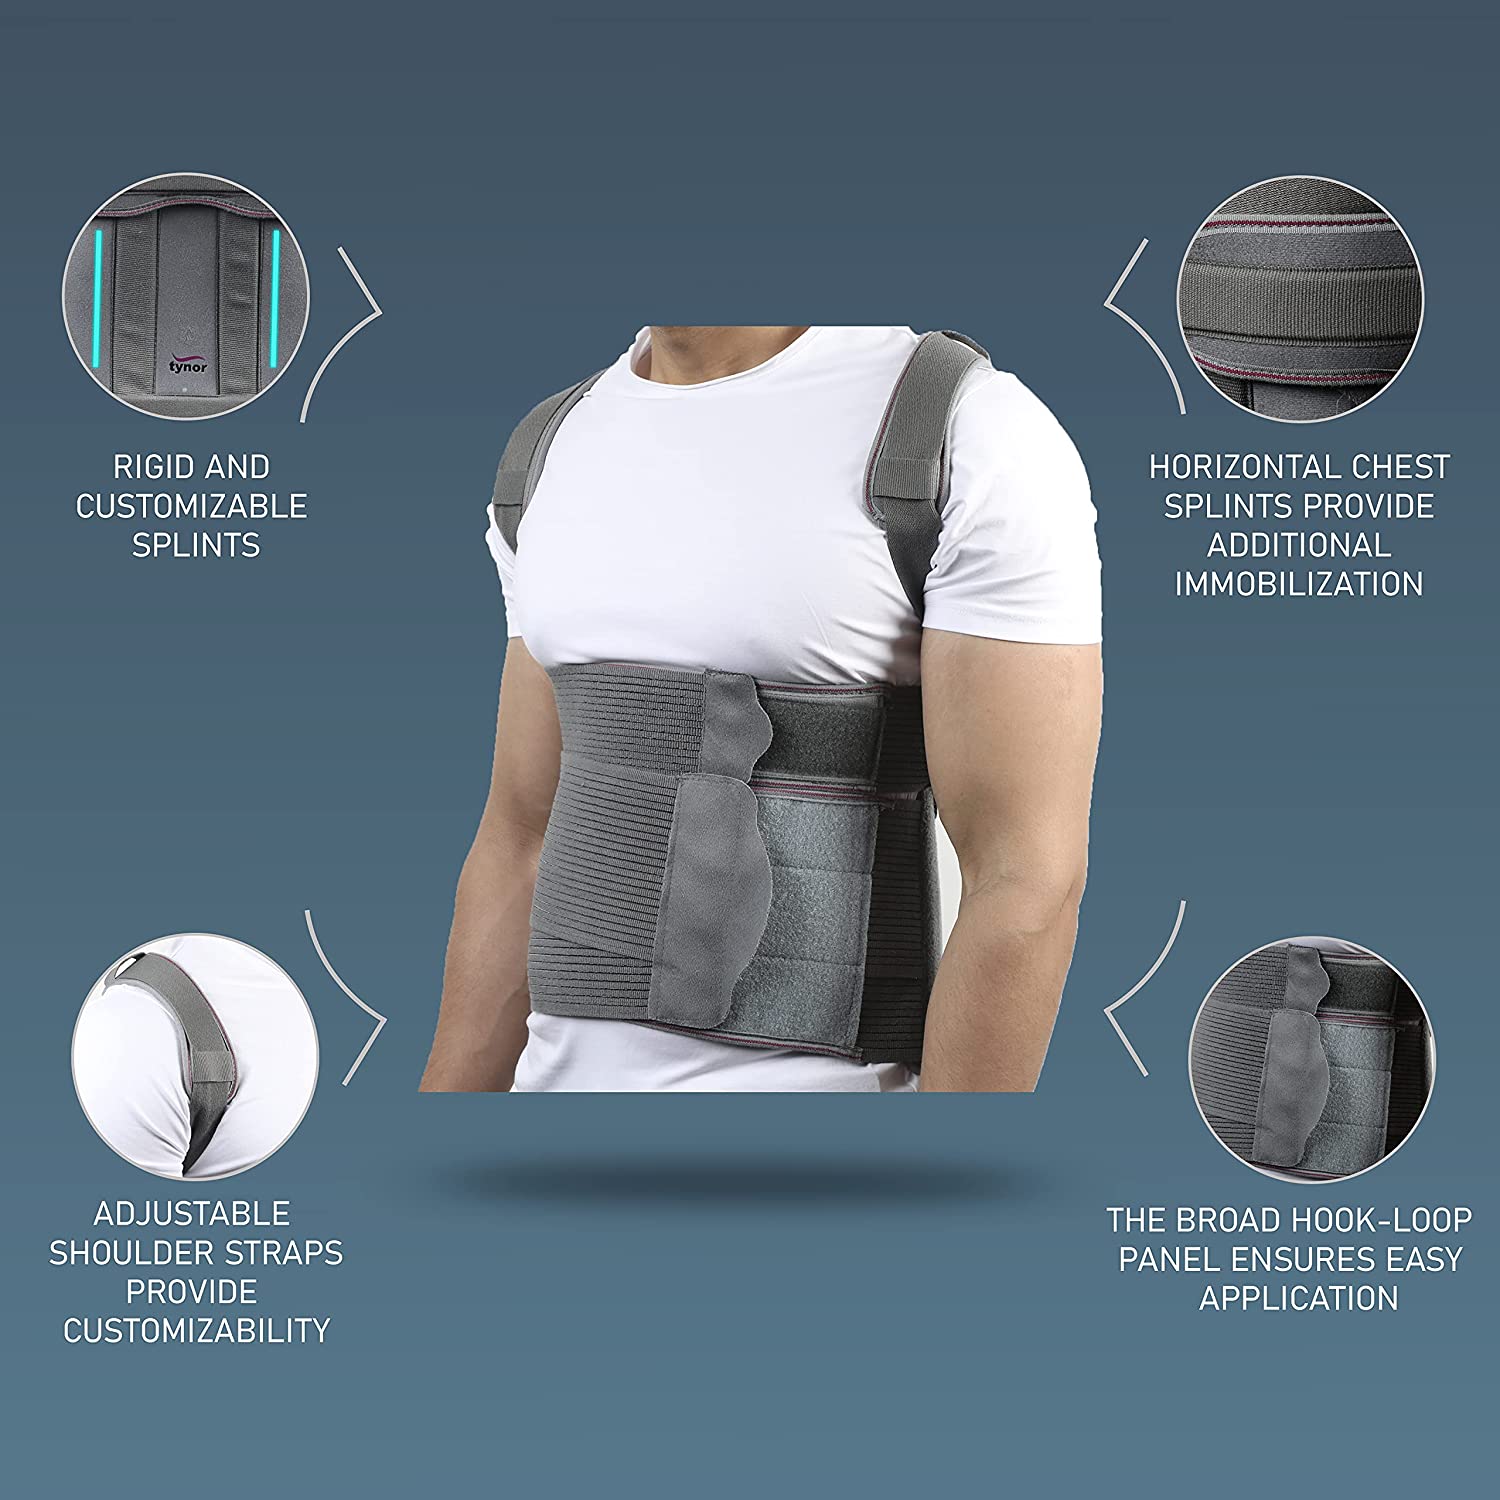 tynor
RIGID AND
CUSTOMIZABLE
SPLINTS
HORIZONTAL CHEST
SPLINTS PROVIDE
ADDITIONAL
IMMOBILIZATION
ADJUSTABLE
SHOULDER STRAPS
PROVIDE
CUSTOMIZABILITY
THE BROAD HOOK-LOOP
PANEL ENSURES EASY
APPLICATION